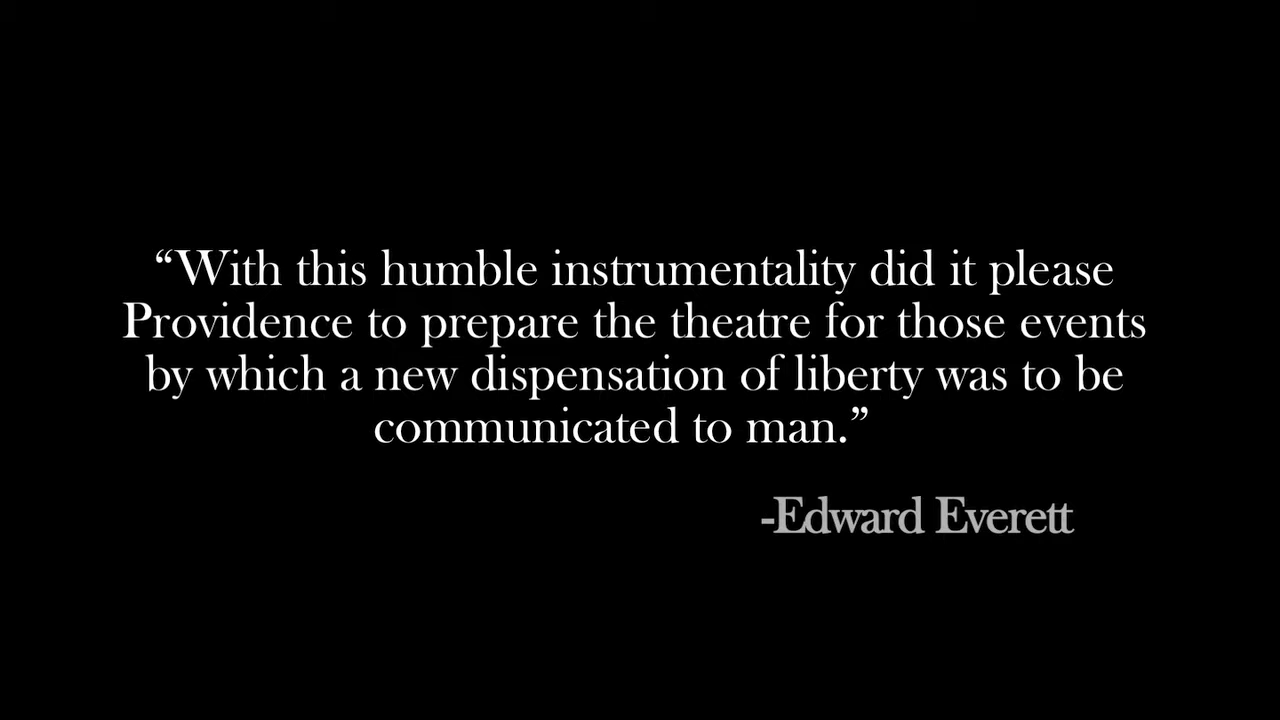 “With this humble instrumentality did it please
Providence to prepare the theatre for those events
by which a new dispensation of liberty was to be
communicated to man.”
-Edward Everett